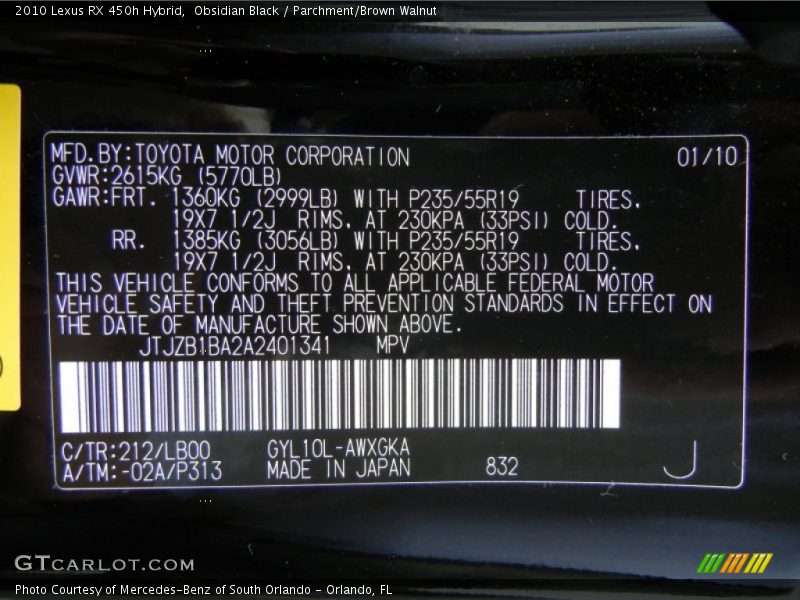 2010 Lexus RX 450h Hybrid,  Obsidian Black / Parchment/Brown Walnut
MFD.BY:TOYOTA MOTOR CORPORATION 01/10
GVWR:2615KG (5770LB)
GAWR:FRT. 1360KG (2999LB) WITH P235/55R19 TIRES,
19X7 1/2J RIMS, AT 230KPA (33PSI) COLD.
RR. 1385KG (3056LB) WITH P235/55R19 TIRES,
19X7 1/2J RIMS, AT 230KPA (33PSI) COLD.
THIS VEHICLE CONFORMS TO ALL APPLICABLE FEDERAL MOTOR
VEHICLE SAFETY AND THEFT PREVENTION STANDARDS IN EFFECT ON
THE DATE OF MANUFACTURE SHOWN ABOVE.
JTJZB1BA2A2401341 MPV
C/TR:212/LB00 GYL10L-AWXGKA
A/TM:-02A/P313 MADE IN JAPAN 832 J
GTCARLOT.COM
Photo Courtesy of Mercedes-Benz of South Orlando - Orlando, FL